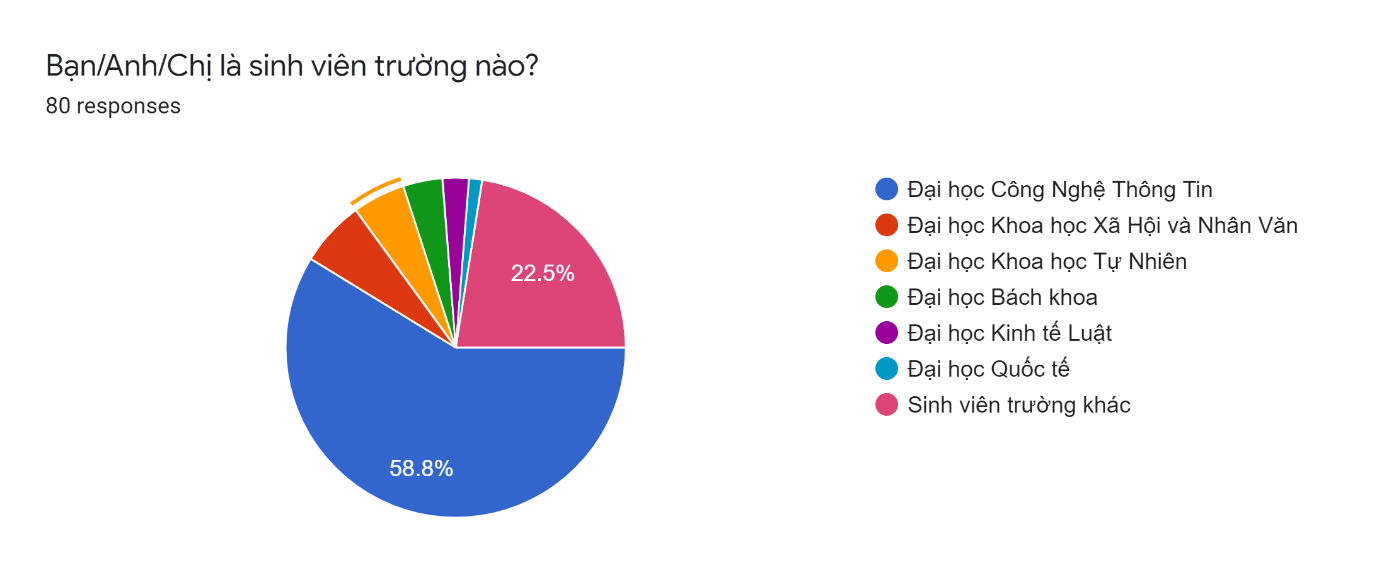 Bạn/Anh/Chị là sinh viên trường nào?
80 responses
22.5%
58.8%
Đại học Công Nghệ Thông Tin
Đại học Khoa học Xã Hội và Nhân Văn
Đại học Khoa học Tự Nhiên
Đại học Bách khoa
Đại học Kinh tế Luật
Đại học Quốc tế
Sinh viên trường khác